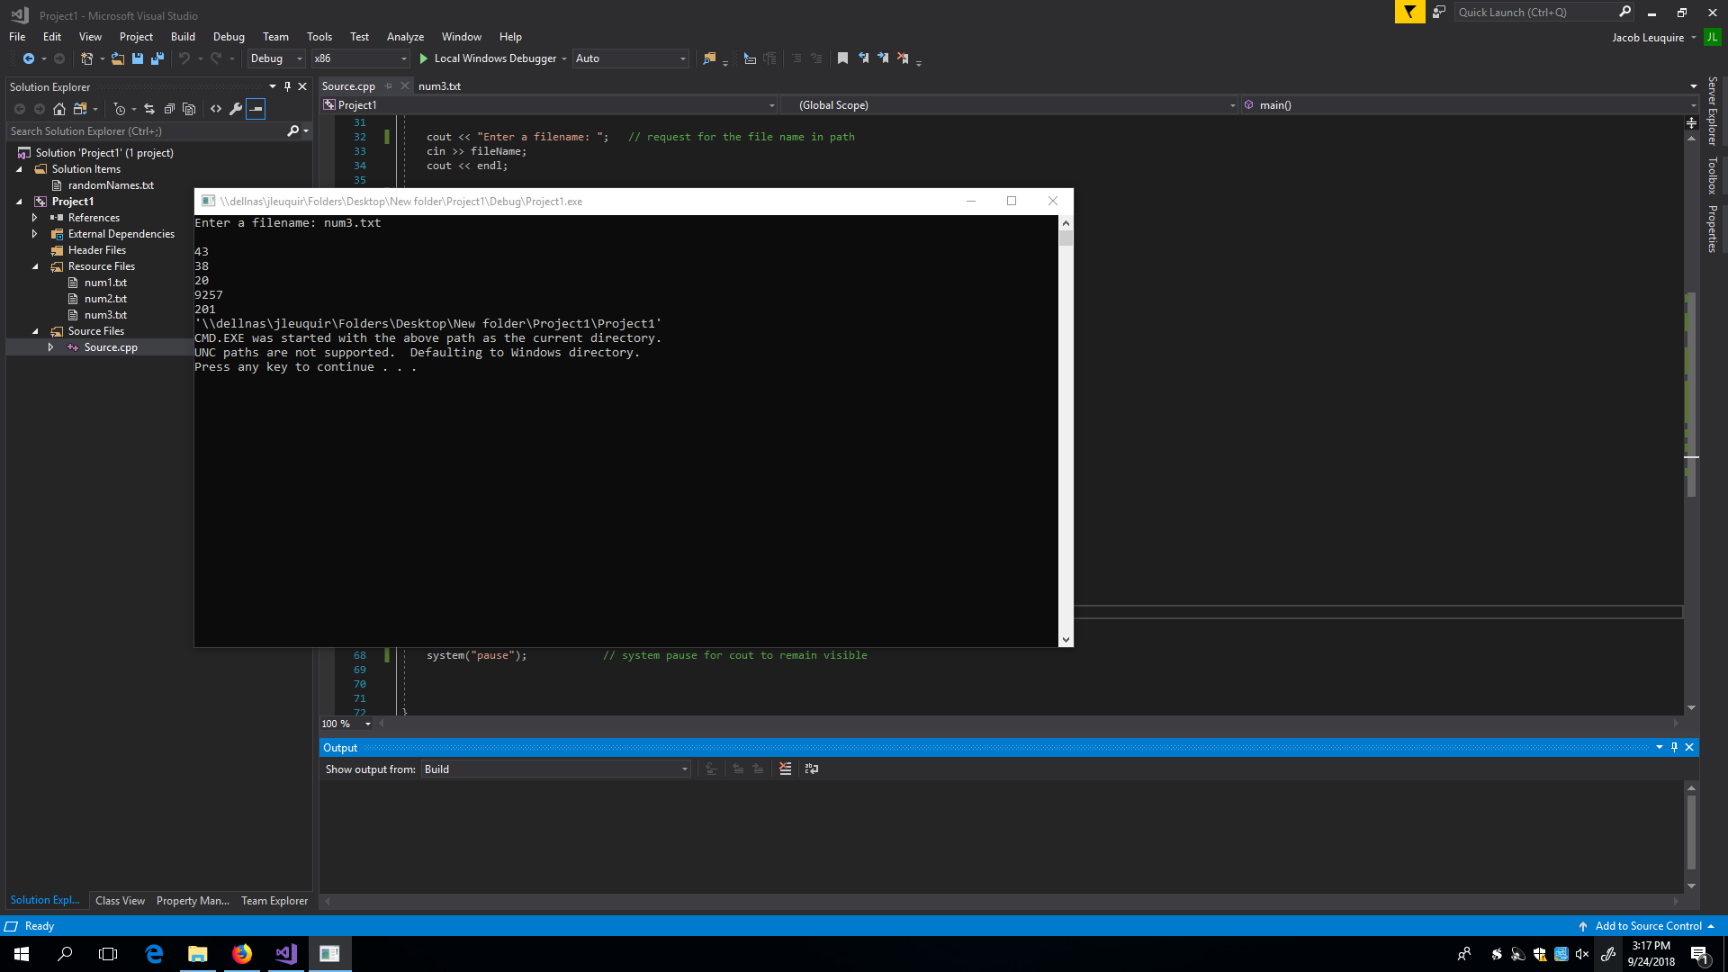 Project1 - Microsoft Visual Studio
Quick Launch (Ctrl+Q)
File Edit View Project Build Debug Team Tools Test Analyze Window Help
Jacob Leuquire JL
Debug x86 Local Windows Debugger Auto
Solution Explorer
Search Solution Explorer (Ctrl+;)
Solution 'Project1' (1 project)
Solution Items
randomNames.txt
Project1
References
External Dependencies
Header Files
Resource Files
num1.txt
num2.txt
num3.txt
Source Files
Source.cpp
Source.cpp num3.txt
Project1 (Global Scope) main()
31
32 cout << "Enter a filename: "; // request for the file name in path
33 cin >> fileName;
34 cout << endl;
35
\\dellnas\jleuquir\Folders\Desktop\New folder\Project1\Debug\Project1.exe
Enter a filename: num3.txt
43
38
20
9257
201
'\\dellnas\jleuquir\Folders\Desktop\New folder\Project1\Project1'
CMD.EXE was started with the above path as the current directory.
UNC paths are not supported.  Defaulting to Windows directory.
Press any key to continue . . .
68 system("pause"); // system pause for cout to remain visible
69
70
71
72 }
100 %
Output
Show output from: Build
Server Explorer
Toolbox
Properties
Solution Expl... Class View Property Man... Team Explorer
Ready
Add to Source Control
3:17 PM
9/24/2018
1